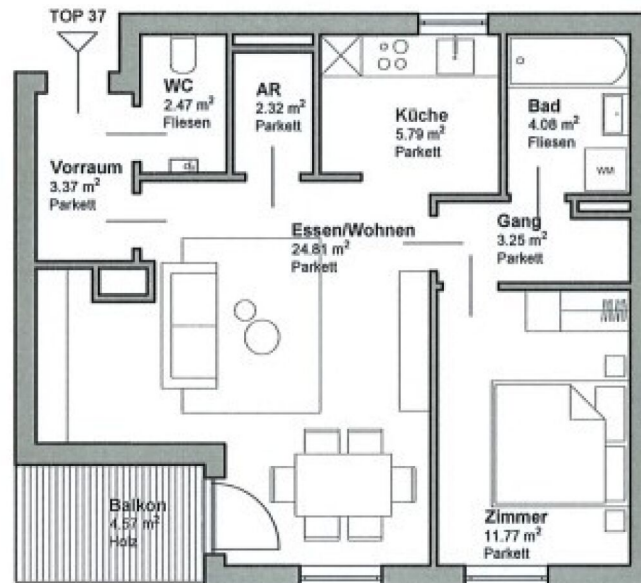 TOP 37
WC
2.47 m²
Fliesen
AR
2.32 m²
Parkett
Küche
5.79 m²
Parkett
Bad
4.08 m²
Fliesen
WM
Vorraum
3.37 m²
Parkett
Essen/Wohnen
24.81 m²
Parkett
Gang
3.25 m²
Parkett
Balkon
4.57 m²
Holz
Zimmer
11.77 m²
Parkett